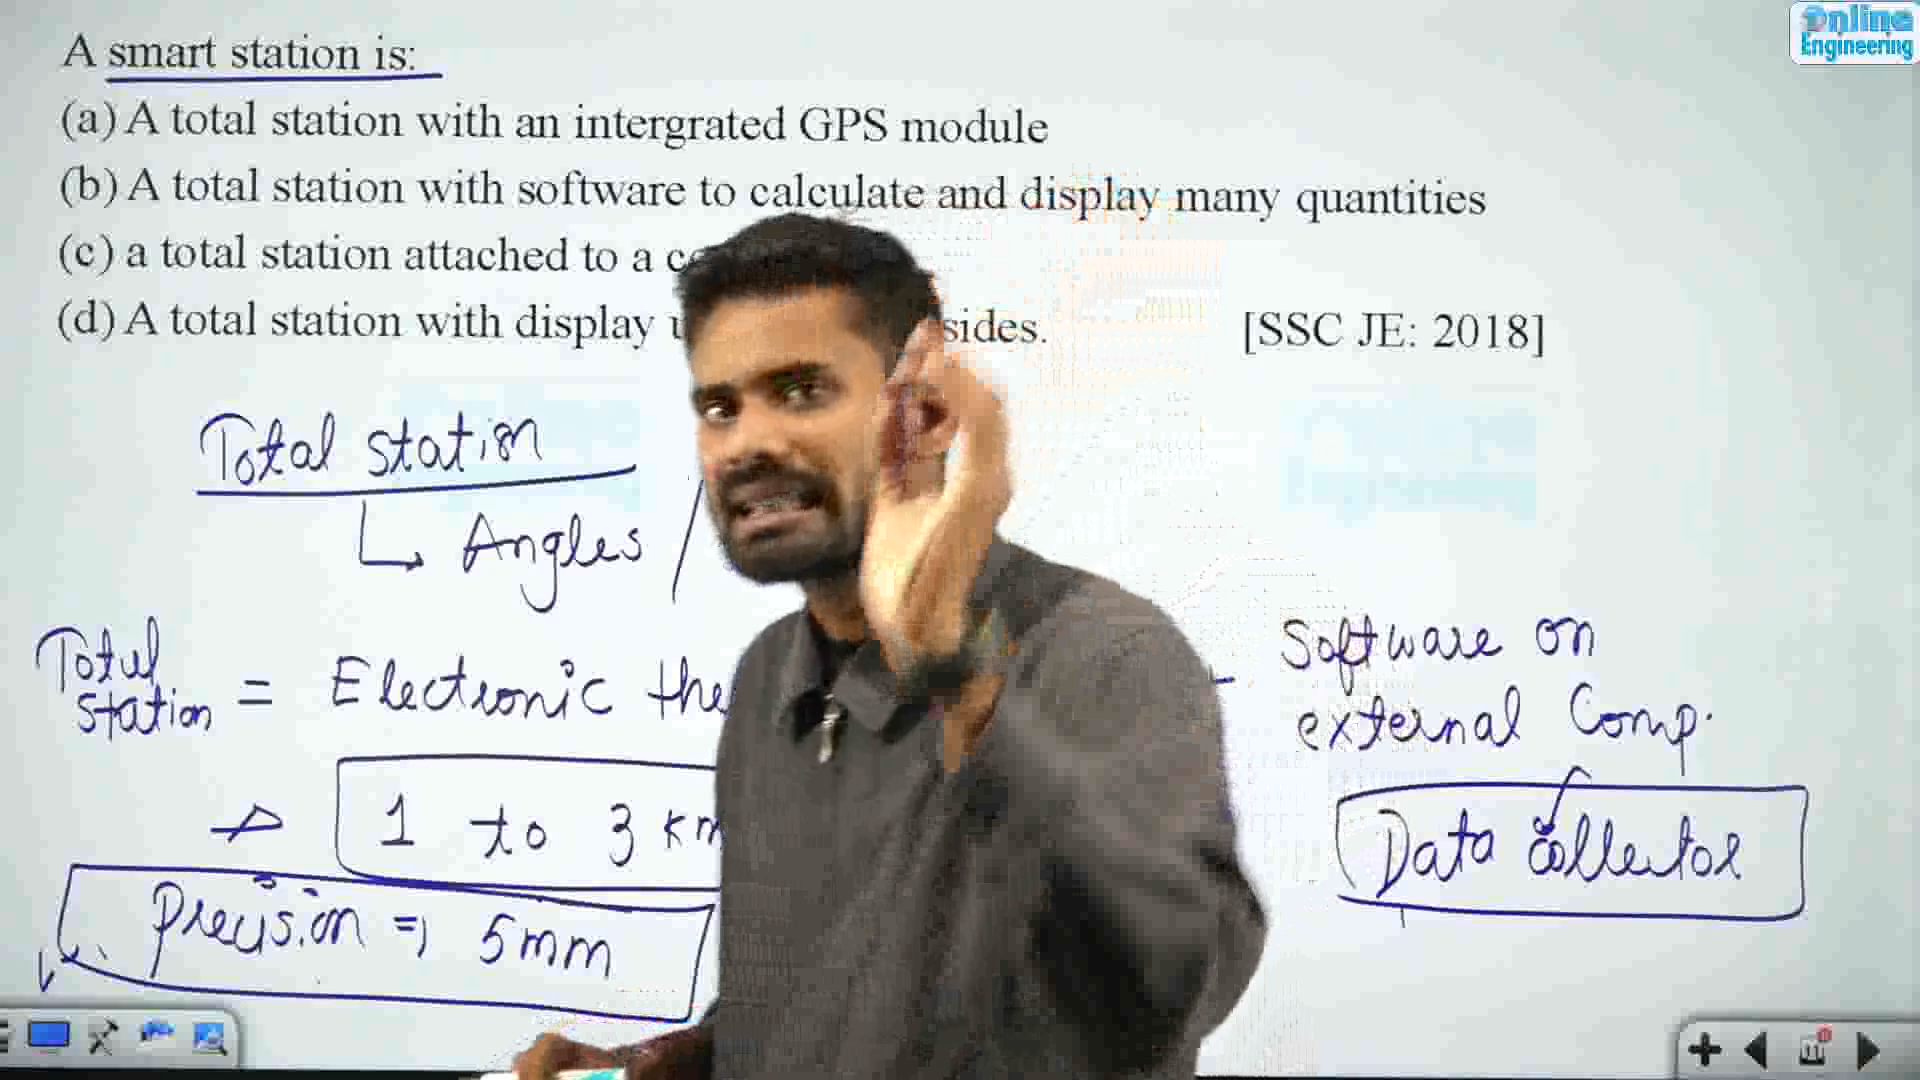 Online
Engineering
A smart station is:
(a) A total station with an intergrated GPS module
(b) A total station with software to calculate and display many quantities
(c) a total station attached to a
(d) A total station with display sides.
[SSC JE: 2018]
Total station
Angles /
Total station = Electronic the
Software on
external Comp.
1 to 3 km
Data Collector
Precision => 5mm